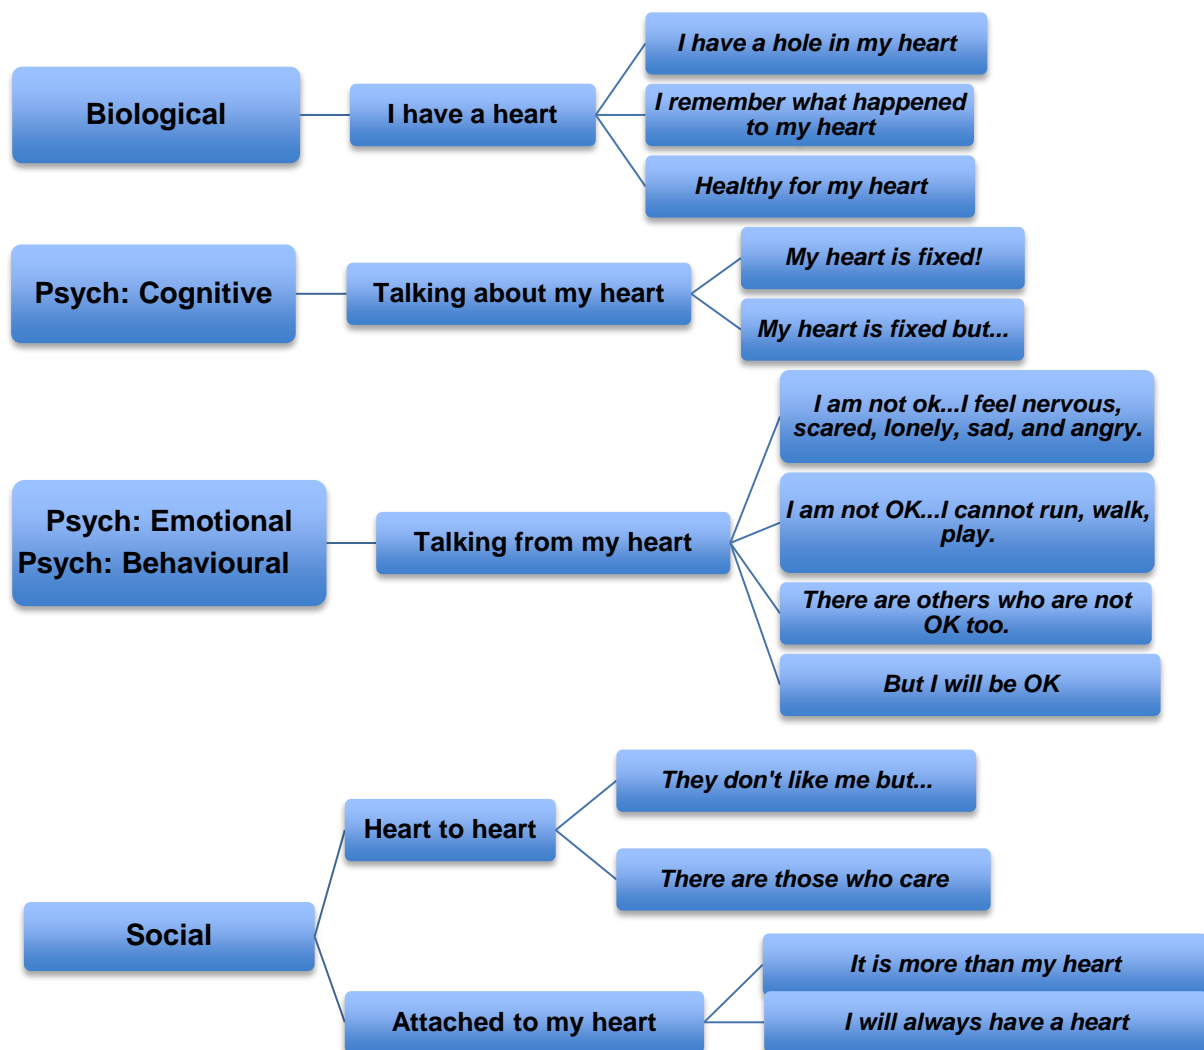 Biological
I have a heart
I have a hole in my heart
I remember what happened
to my heart
Healthy for my heart
Psych: Cognitive
Talking about my heart
My heart is fixed!
My heart is fixed but...
Psych: Emotional
Psych: Behavioural
Talking from my heart
I am not ok...I feel nervous,
scared, lonely, sad, and angry.
I am not OK...I cannot run, walk,
play.
There are others who are not
OK too.
But I will be OK
Social
Heart to heart
They don't like me but...
There are those who care
Attached to my heart
It is more than my heart
I will always have a heart